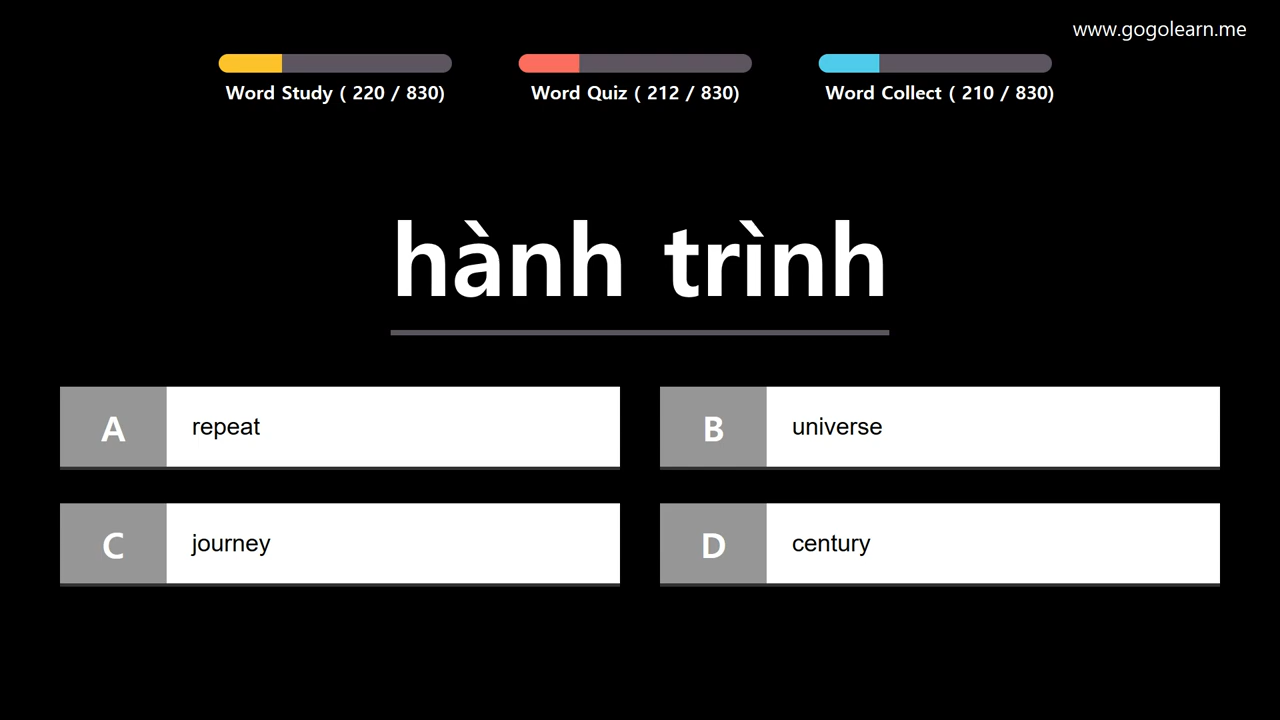 www.gogolearn.me
Word Study ( 220 / 830)
Word Quiz ( 212 / 830)
Word Collect ( 210 / 830)
hành trình
A repeat
B universe
C journey
D century